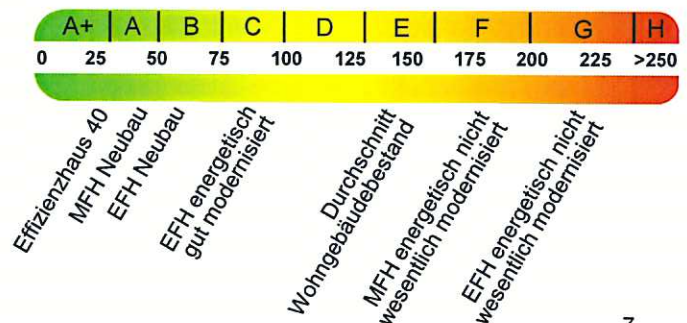 A+ A B C D E F G H
0 25 50 75 100 125 150 175 200 225 >250
Effizienzhaus 40
MFH Neubau
EFH Neubau
EFH energetisch
gut modernisiert
Durchschnitt
Wohngebäudebestand
MFH energetisch nicht
wesentlich modernisiert
EFH energetisch nicht
wesentlich modernisiert
7